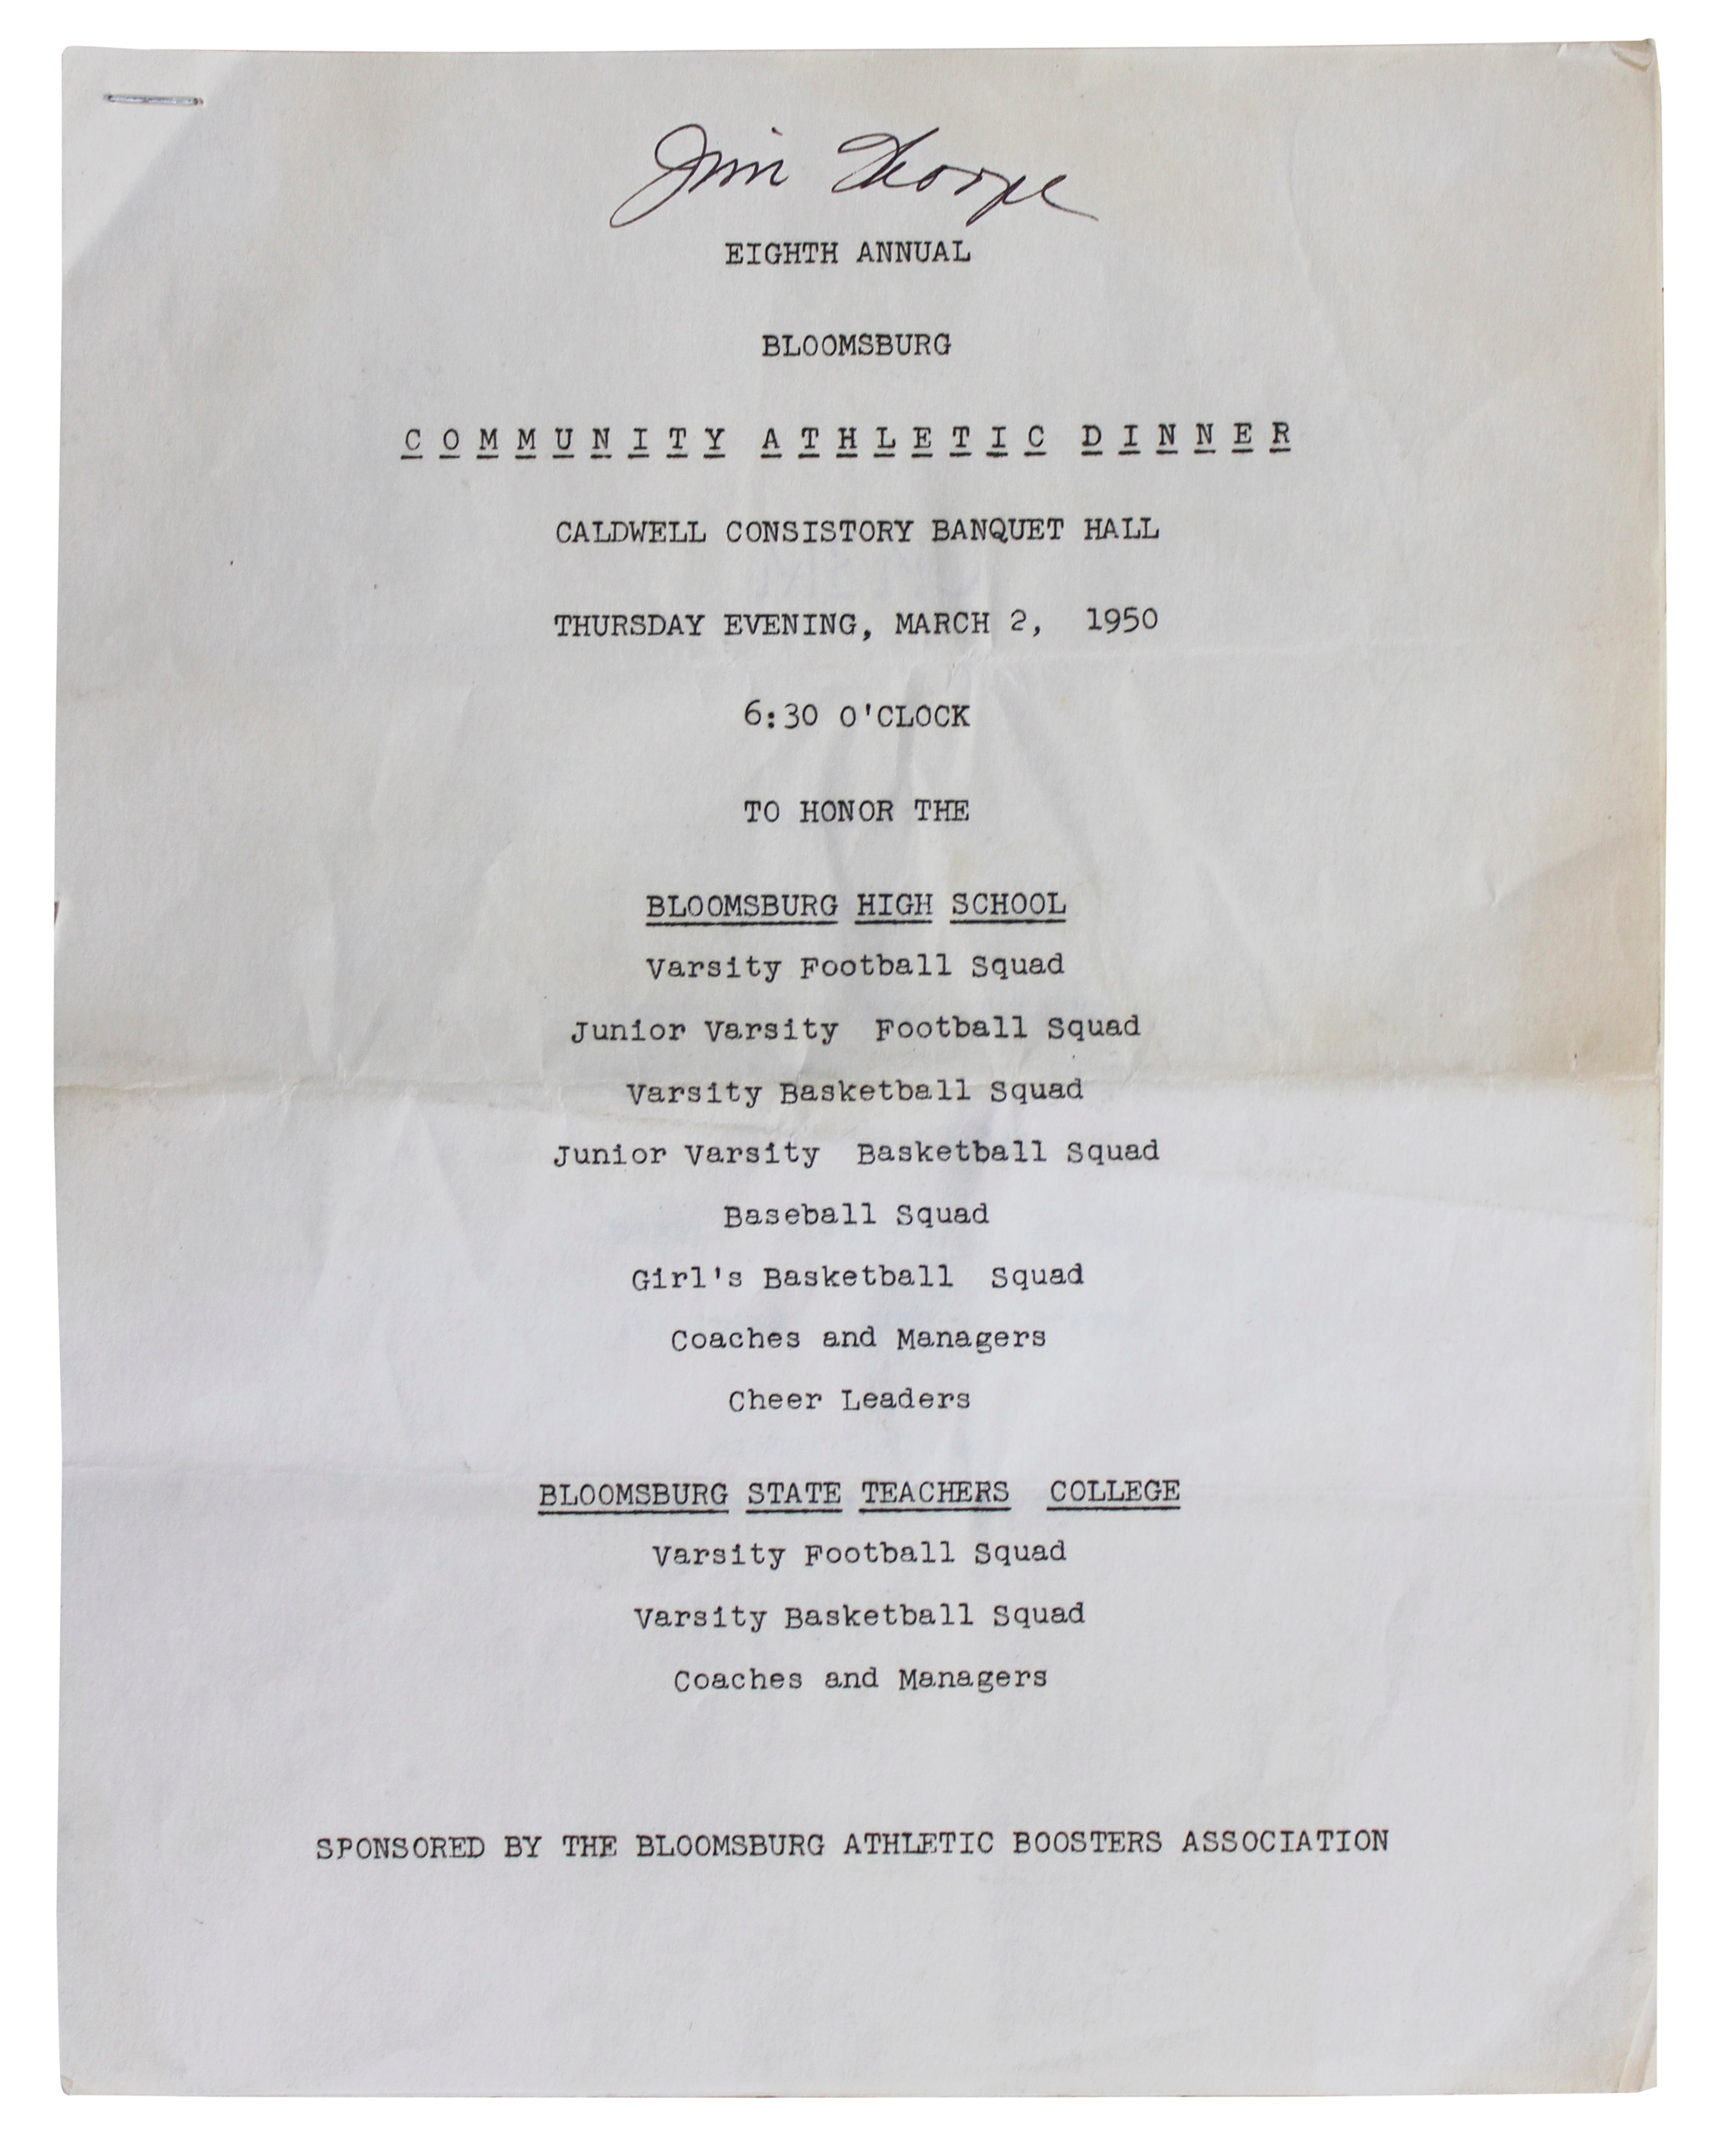 Jim Thorpe
EIGHTH ANNUAL
BLOOMSBURG
COMMUNITY ATHLETIC DINNER
CALDWELL CONSISTORY BANQUET HALL
THURSDAY EVENING, MARCH 2, 1950
6:30 O'CLOCK
TO HONOR THE
BLOOMSBURG HIGH SCHOOL
Varsity Football Squad
Junior Varsity Football Squad
Varsity Basketball Squad
Junior Varsity Basketball Squad
Baseball Squad
Girl's Basketball Squad
Coaches and Managers
Cheer Leaders
BLOOMSBURG STATE TEACHERS COLLEGE
Varsity Football Squad
Varsity Basketball Squad
Coaches and Managers
SPONSORED BY THE BLOOMSBURG ATHLETIC BOOSTERS ASSOCIATION